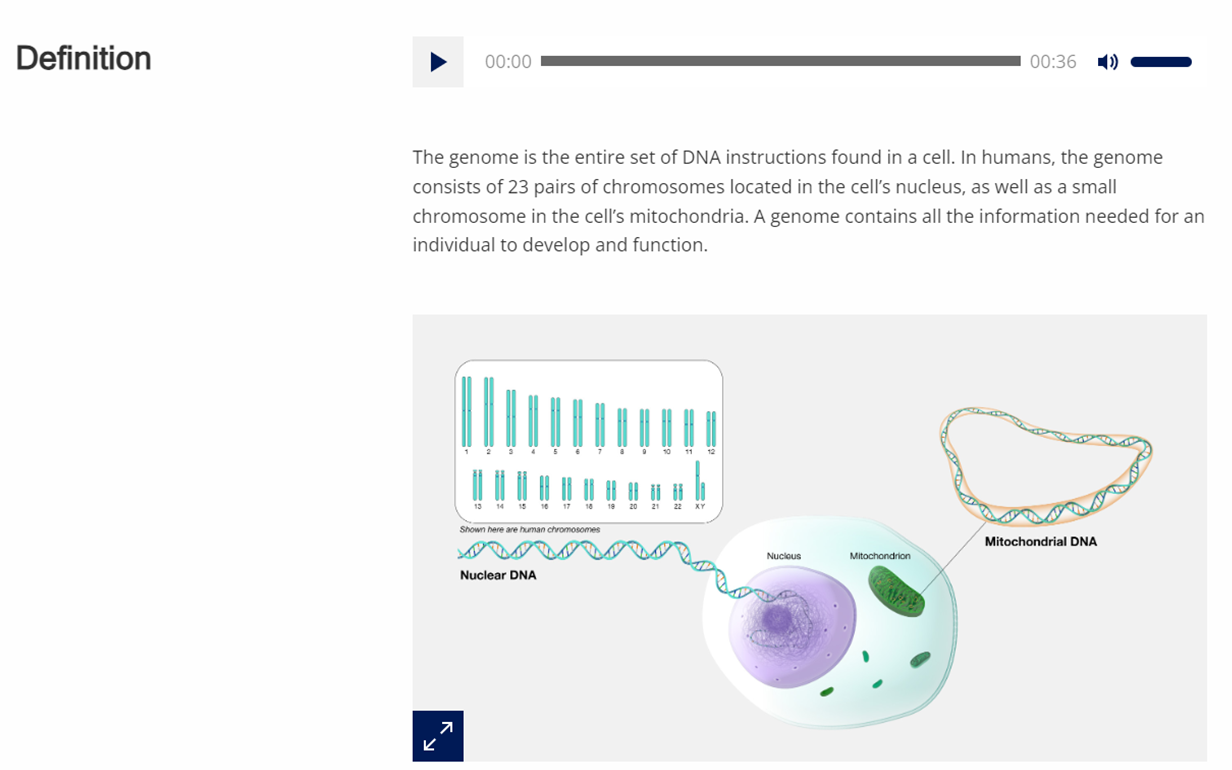 Definition
00:00
00:36
The genome is the entire set of DNA instructions found in a cell. In humans, the genome
consists of 23 pairs of chromosomes located in the cell’s nucleus, as well as a small
chromosome in the cell’s mitochondria. A genome contains all the information needed for an
individual to develop and function.
1 2 3 4 5 6 7 8 9 10 11 12
13 14 15 16 17 18 19 20 21 22 X Y
Shown here are human chromosomes
Nuclear DNA
Nucleus
Mitochondrion
Mitochondrial DNA